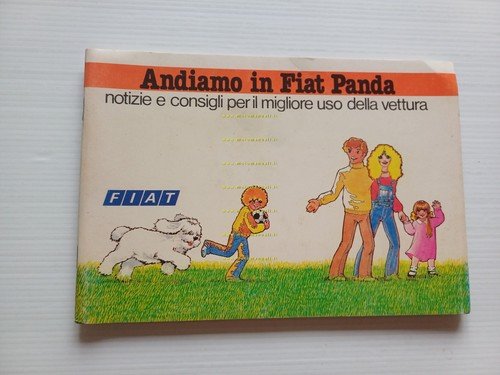 Andiamo in Fiat Panda
notizie e consigli per il migliore uso della vettura
FIAT